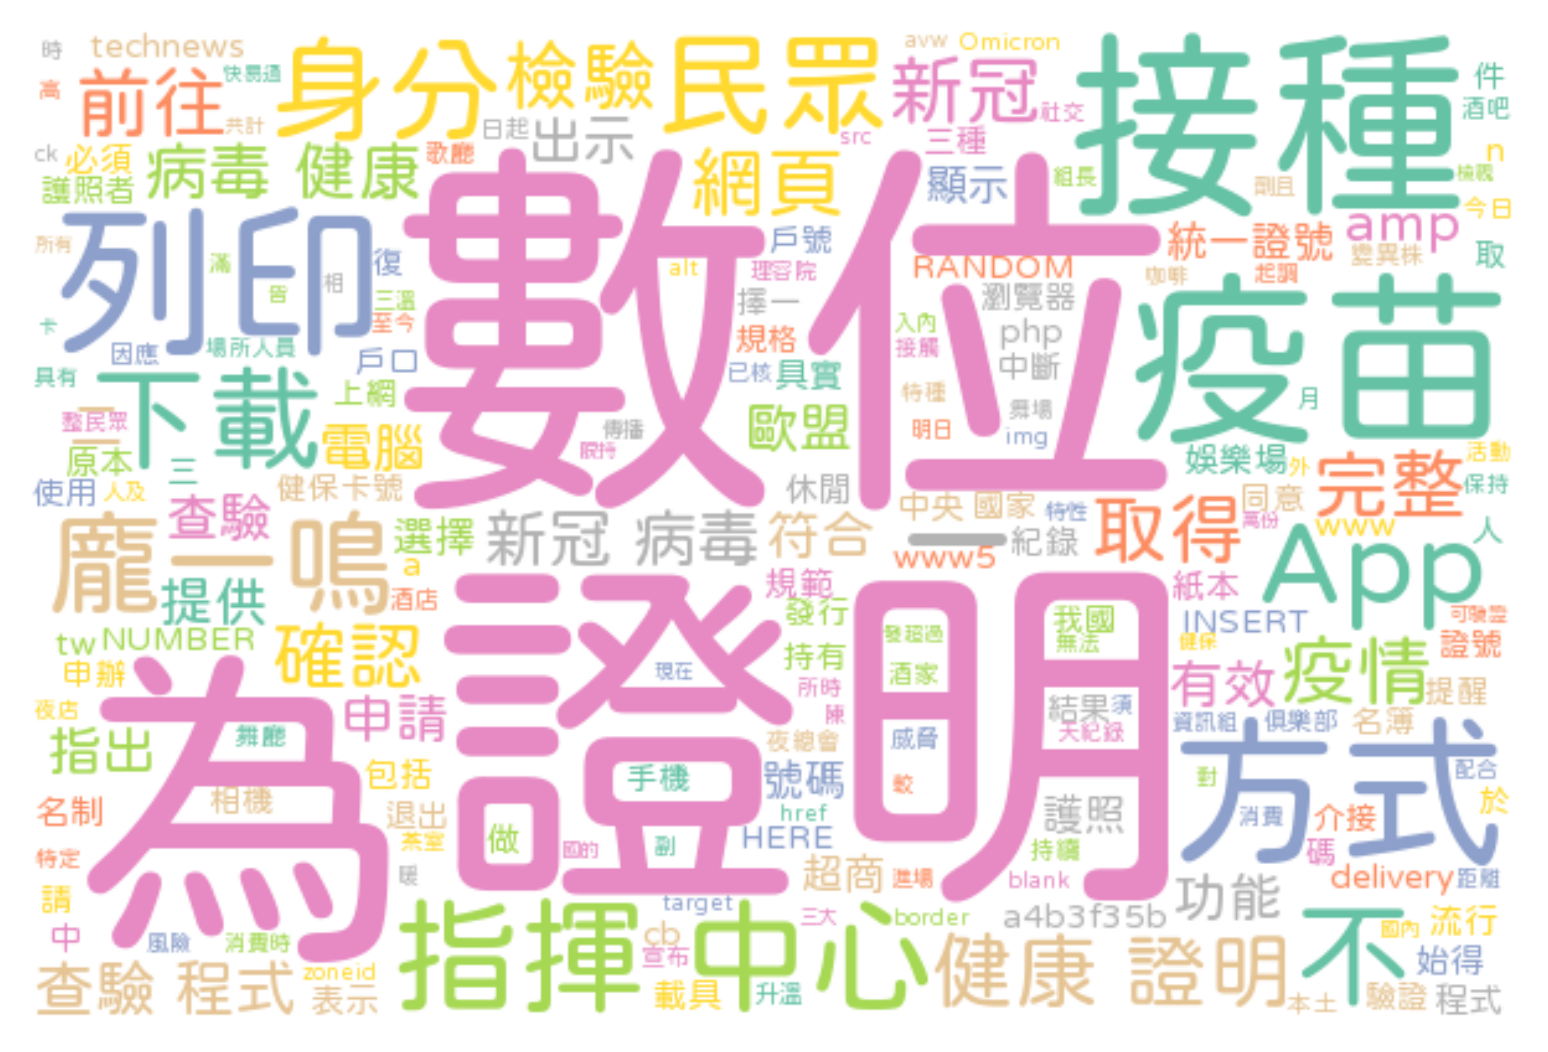 時
technews
身分
檢驗
民眾
avw
Omicron
接種
高
前往
快易通
新冠
社交
件
酒吧
共計
日起
出示
src
三種
ck
必須
病毒 健康
歌廳
網頁
顯示
組長
n
護照者
數位
今日
列印
amp
所有
復
戶號
統一證號
變異株
取
滿
皆
相
alt
理容院
RANDOM
咖啡
起調
三溫
擇一
瀏覽器
疫苗
卡
至今
規格
入內
php
因應
場所人員
戶口
接觸
中斷
具有
下載
已核
具實
上網
特種
月
整民眾
歐盟
舞場
電腦
傳播
明日
img
限持
原本
三
娛樂場
外
完整
活動
使用
人及
健保卡號
休閒
中央
國家
同意
保持
查驗
特性
取得
龐一嗚
選擇
新冠 病毒
符合
紀錄
萬份
www
人
www5
App
a
提供
酒店
規範
紙本
發行
我國
INSERT
可驗證
tw
NUMBER
確認
無法
健保
證號
持有
疫情
申辦
證明
現在
酒家
所時
有效
提醒
為
夜店
申請
陳
結果
須
資訊組
俱樂部
名簿
指出
舞廳
夜總會
威脅
方式
包括
手機
號碼
對
配合
相機
較
名制
退出
href
護照
消費
介接
於
做
茶室
HERE
特定
國的
副
持續
碼
暖
超商
進場
blank
delivery
距離
請
target
功能
指揮中心
三大
border
a4b3f35b
不
國內
流行
中
風險
消費時
cb
宣布
健康 證明
始得
查驗 程式
zoneid
表示
載具
升溫
本土
驗證
程式